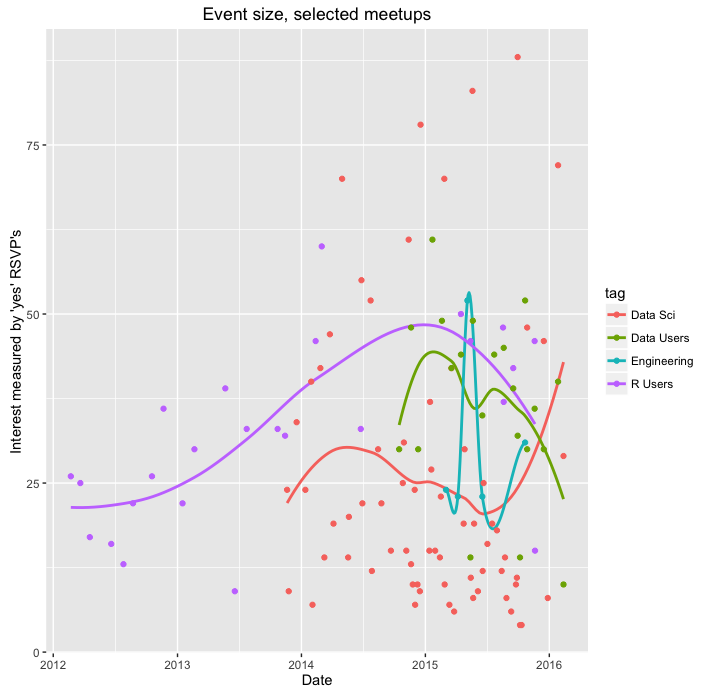 Event size, selected meetups
Interest measured by 'yes' RSVP's
75
50
25
0
2012
2013
2014
2015
2016
Date
tag
Data Sci
Data Users
Engineering
R Users